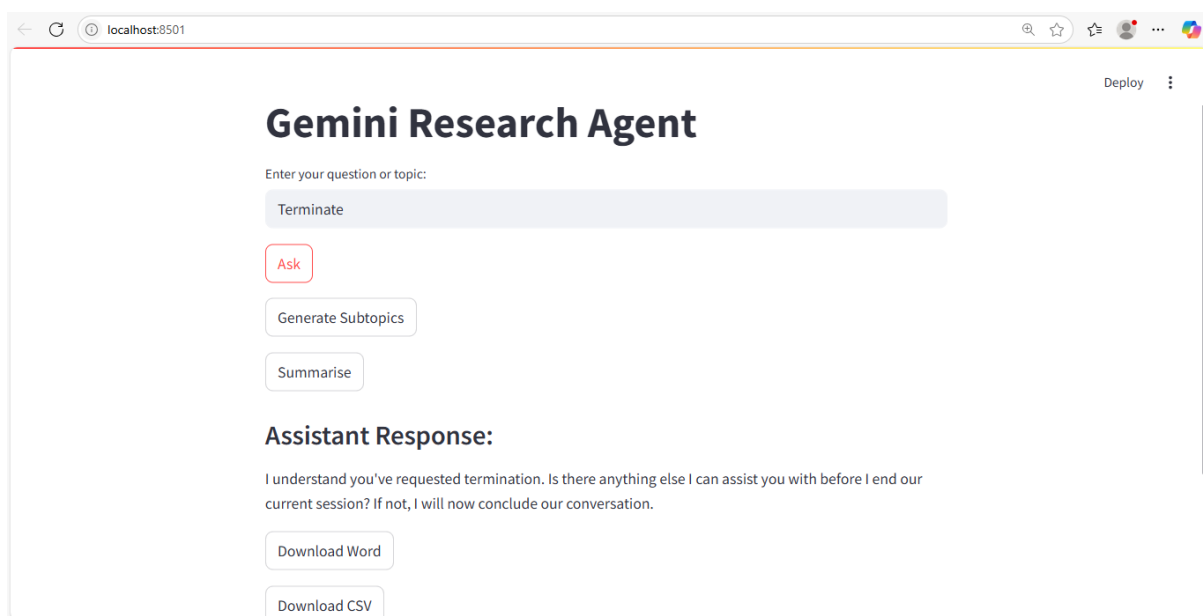 localhost:8501
Deploy
Gemini Research Agent
Enter your question or topic:
Terminate
Ask
Generate Subtopics
Summarise
Assistant Response:
I understand you've requested termination. Is there anything else I can assist you with before I end our
current session? If not, I will now conclude our conversation.
Download Word
Download CSV